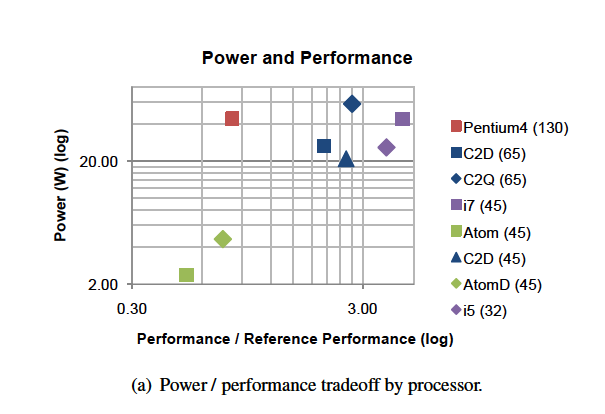 Power and Performance
Power (W) (log)
20.00
2.00
0.30
3.00
Performance / Reference Performance (log)
Pentium4 (130)
C2D (65)
C2Q (65)
i7 (45)
Atom (45)
C2D (45)
AtomD (45)
i5 (32)
(a) Power / performance tradeoff by processor.